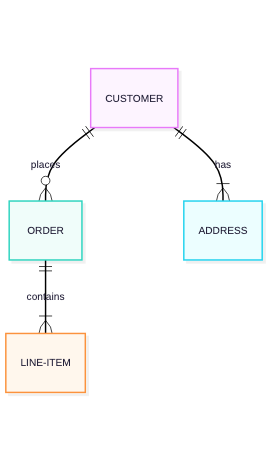 CUSTOMER
places
has
ORDER
ADDRESS
contains
LINE-ITEM